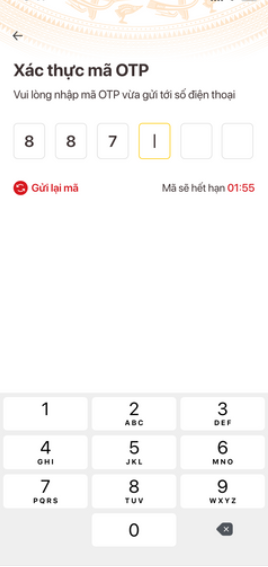 Xác thực mã OTP
Vui lòng nhập mã OTP vừa gửi tới số điện thoại
8 8 7
Gửi lại mã Mã sẽ hết hạn 01:55
1 2 3
ABC DEF
4 5 6
GHI JKL MNO
7 8 9
PQRS TUV WXYZ
0